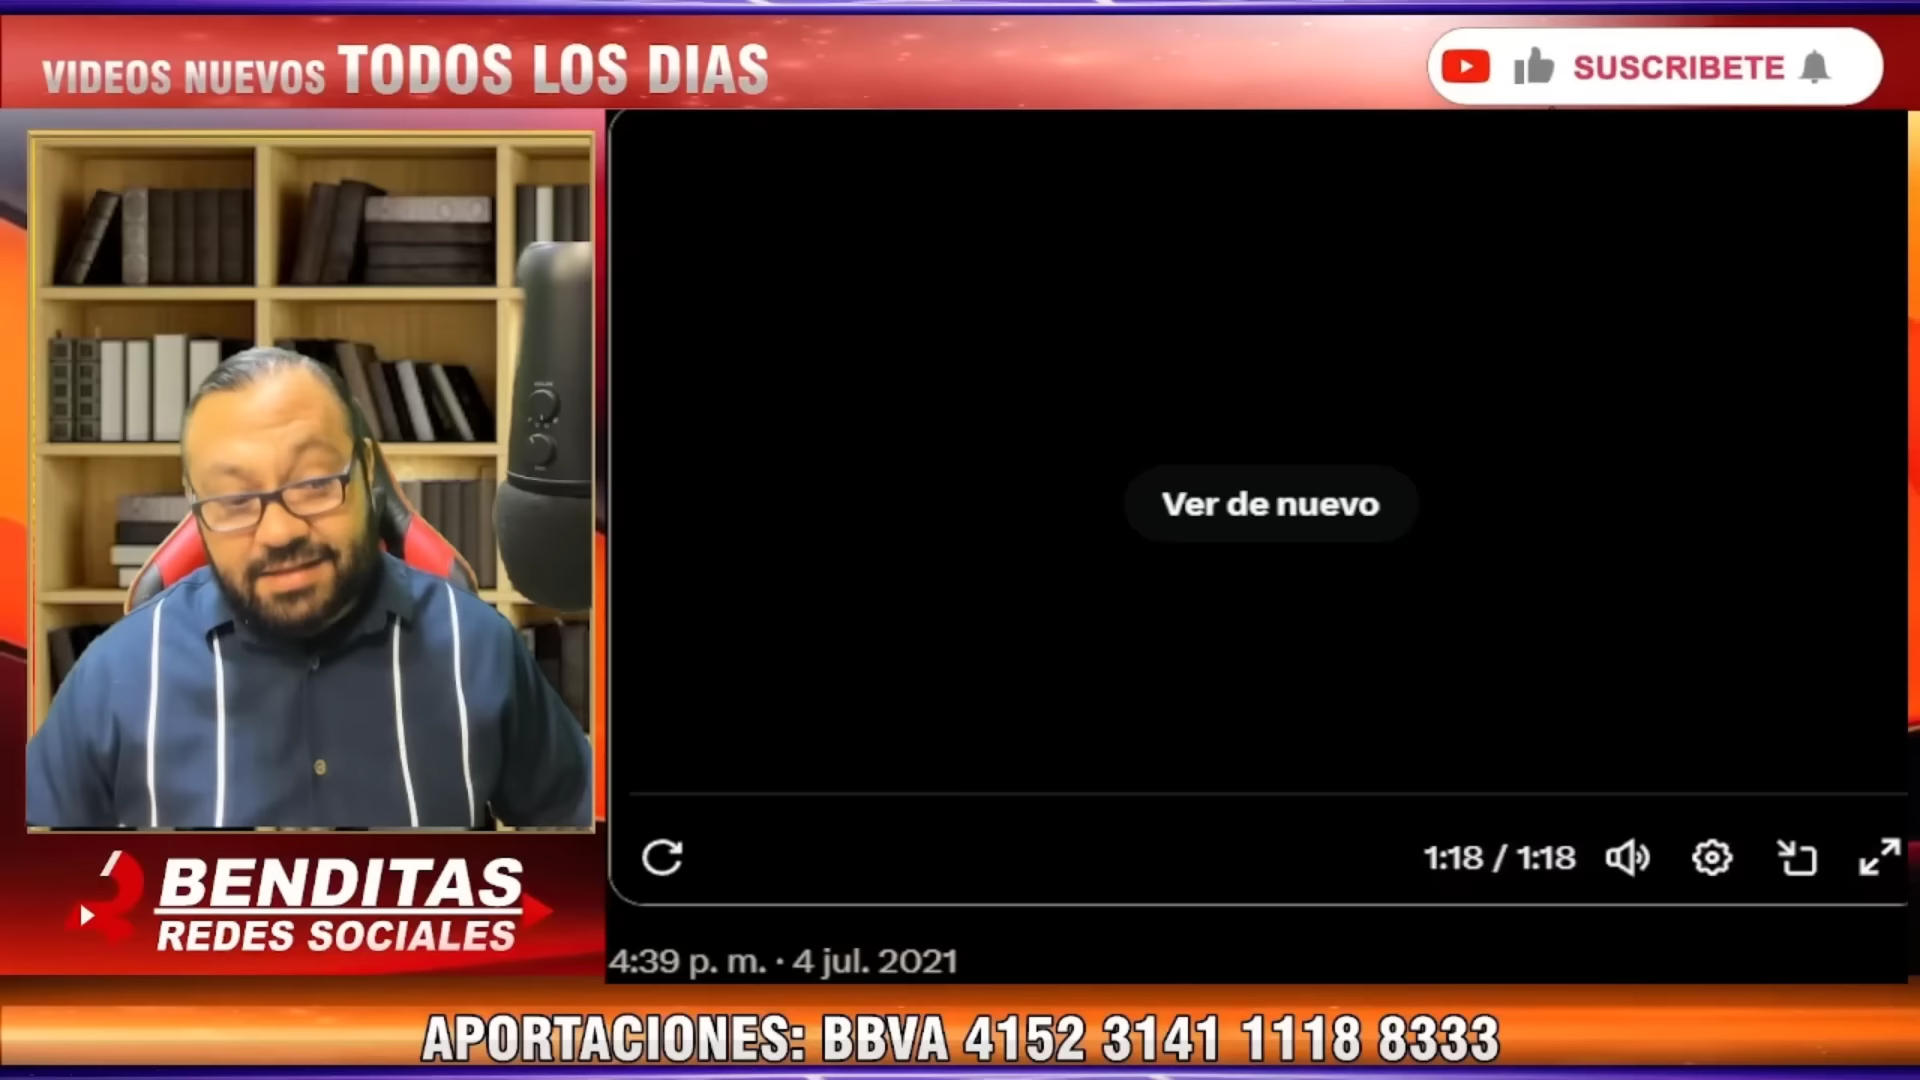 VIDEOS NUEVOS TODOS LOS DIAS
SUSCRIBETE
Ver de nuevo
1:18 / 1:18
BENDITAS
REDES SOCIALES
4:39 p. m. · 4 jul. 2021
APORTACIONES: BBVA 4152 3141 1118 8333